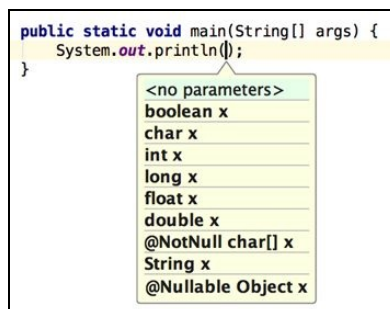 public static void main(String[] args) {
System.out.println();
}
<no parameters>
boolean x
char x
int x
long x
float x
double x
@NotNull char[] x
String x
@Nullable Object x